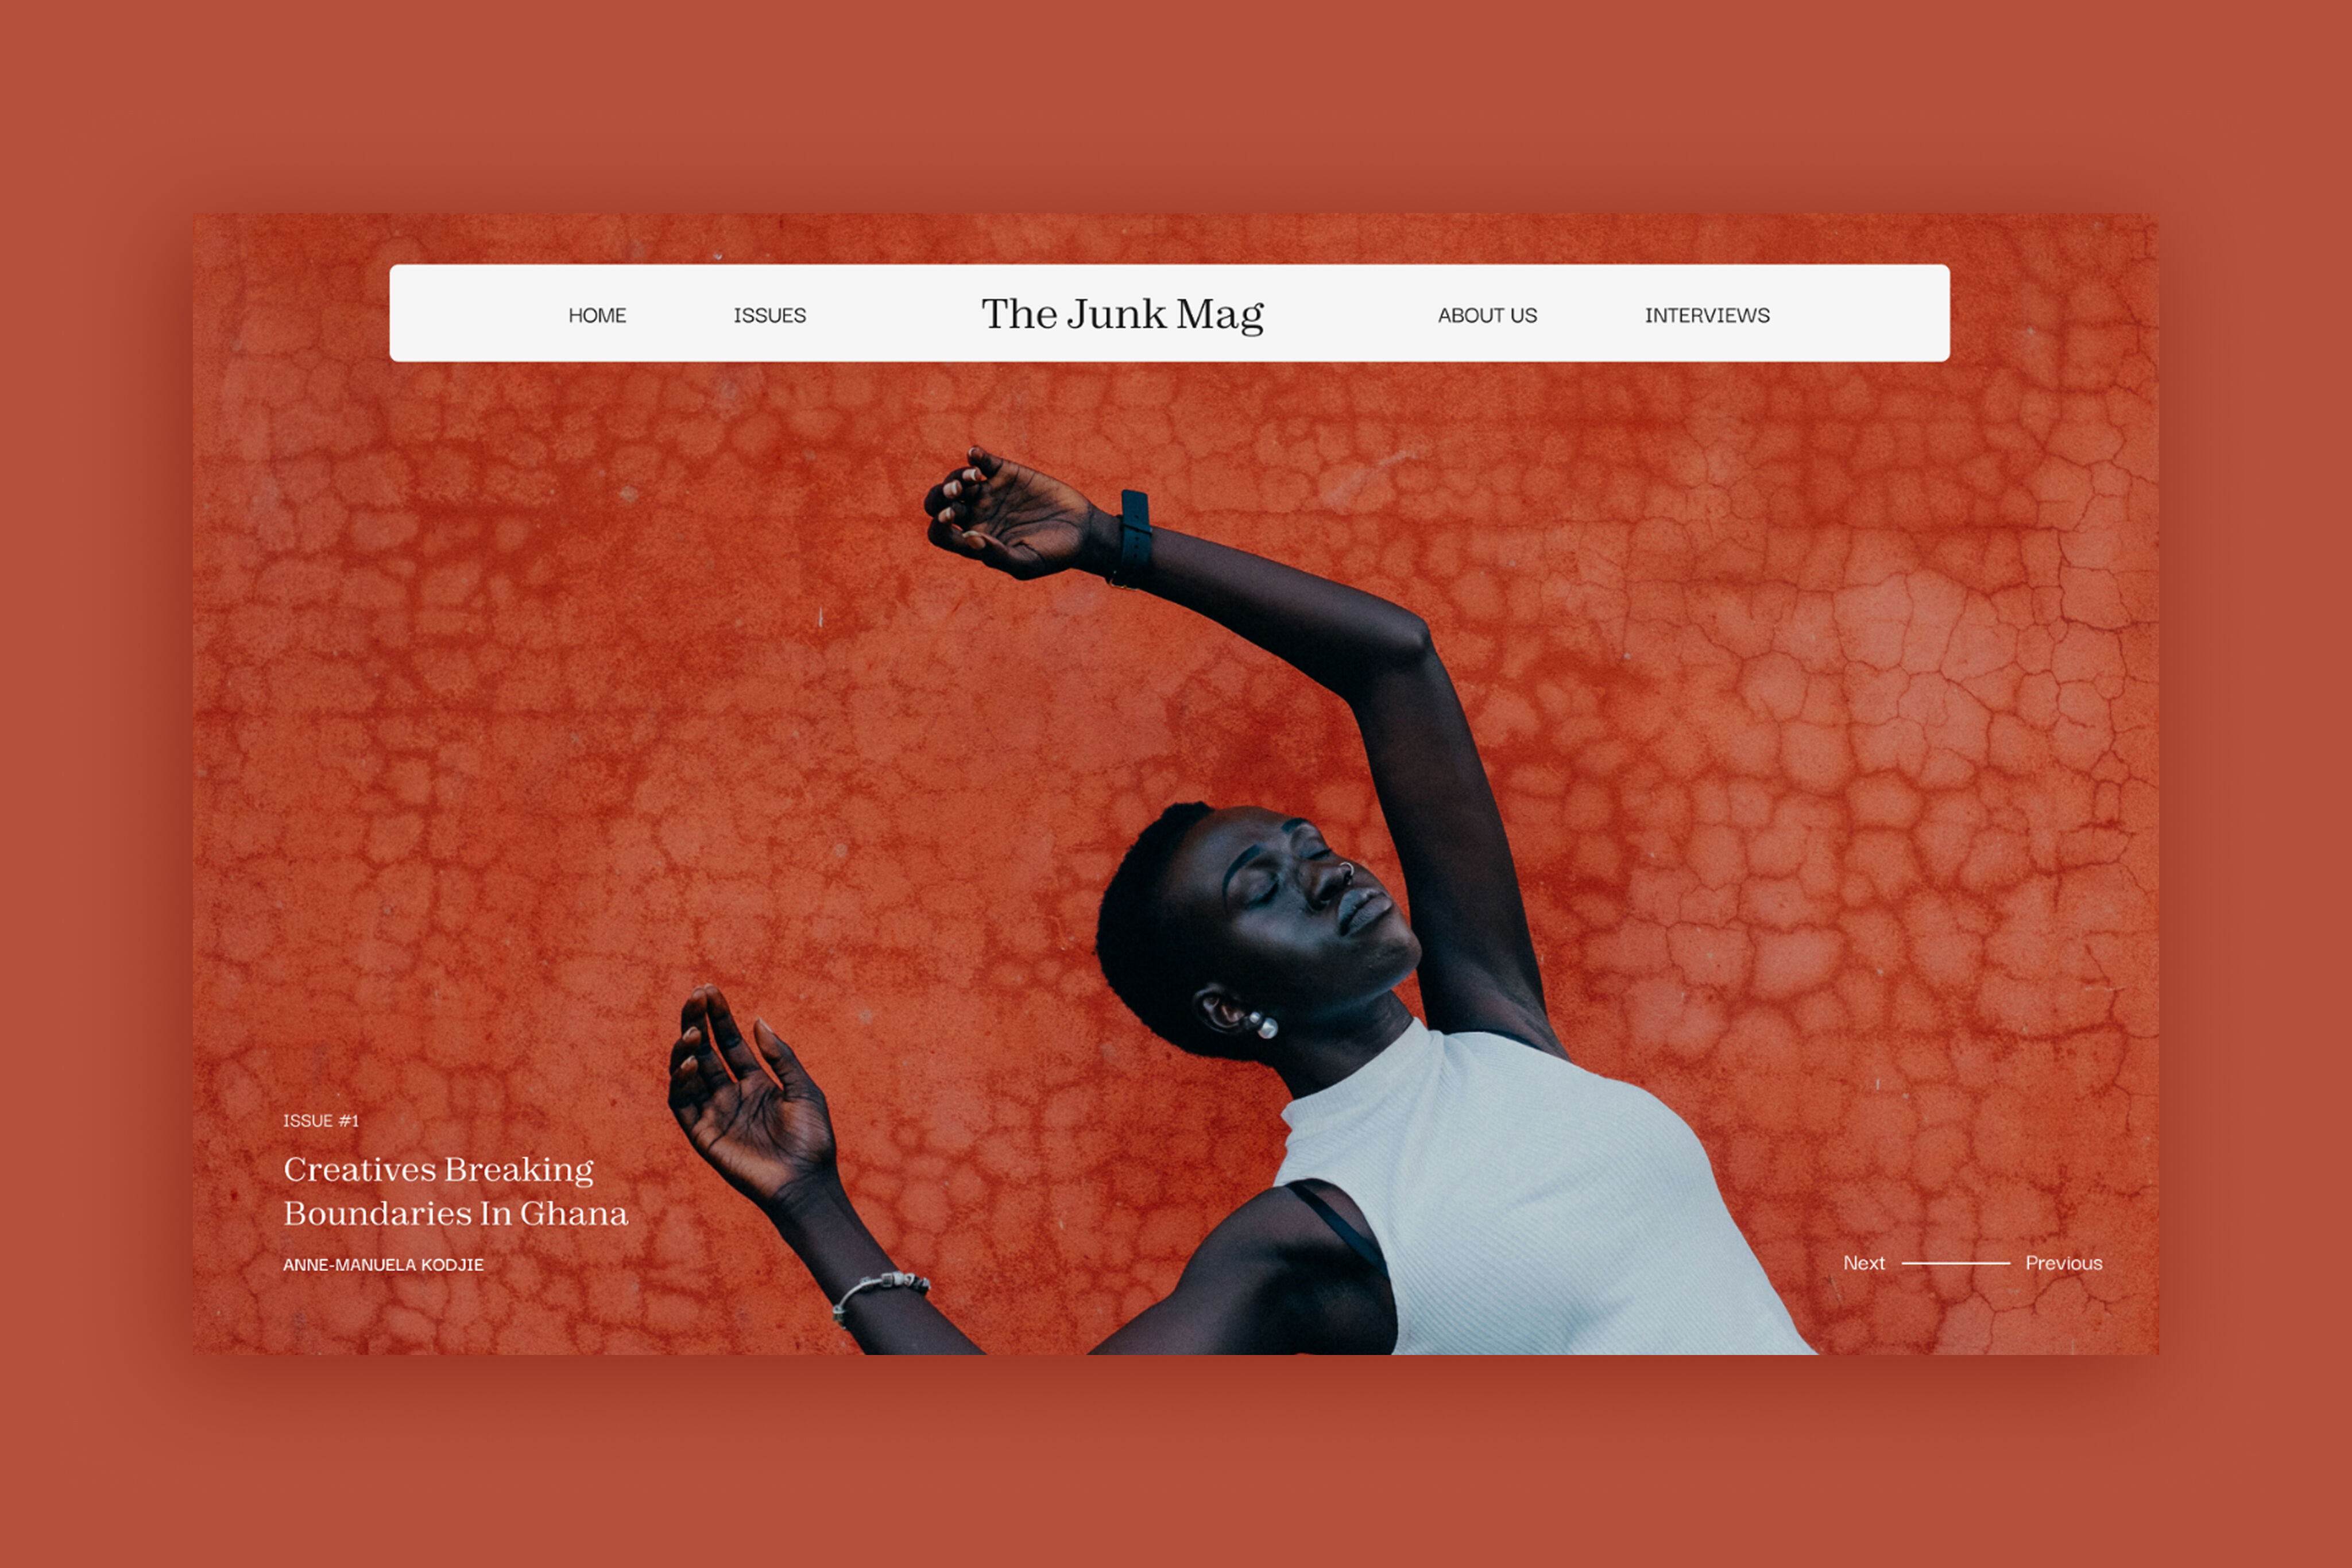 HOME
ISSUES
The Junk Mag
ABOUT US
INTERVIEWS
ISSUE #1
Creatives Breaking
Boundaries In Ghana
ANNE-MANUELA KODJIE
Next
Previous